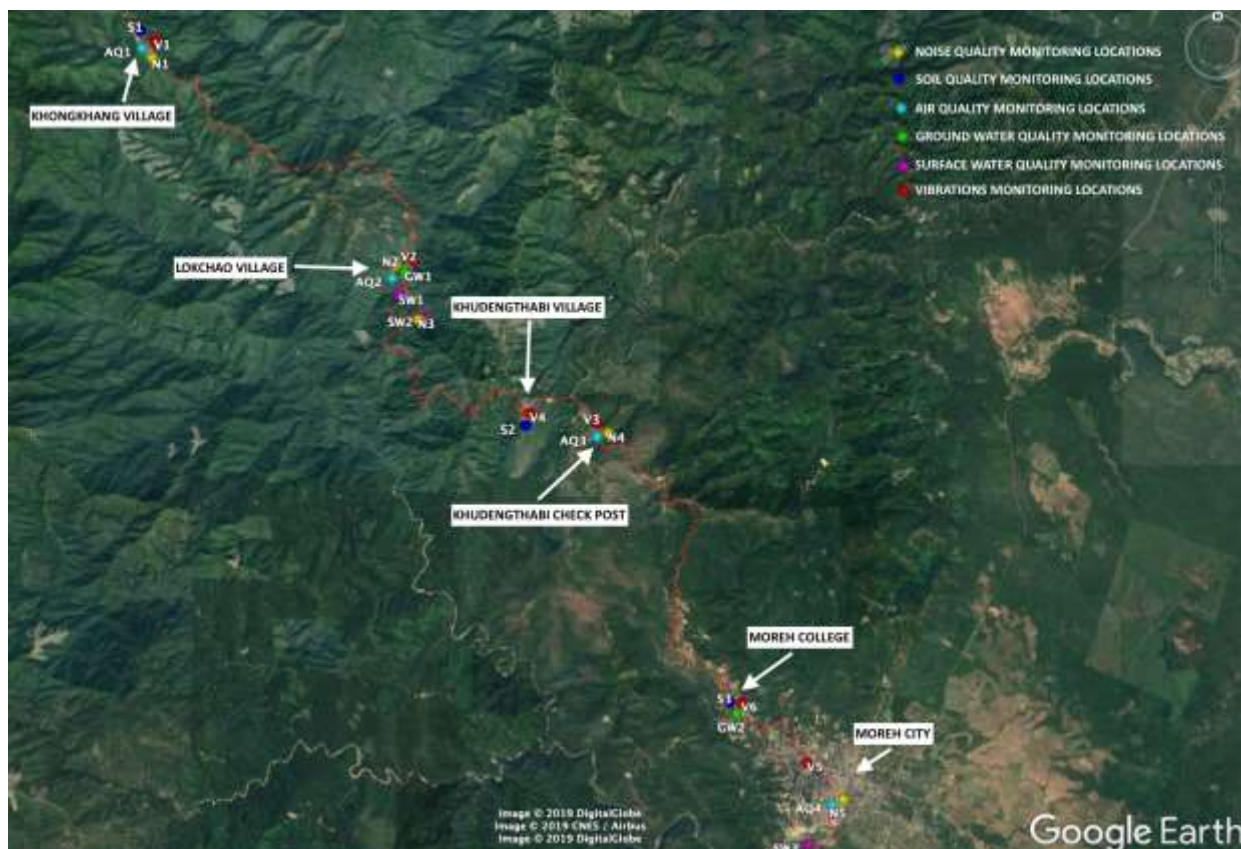 S1
V1
AQ1
N1
KHONGKHANG VILLAGE
NOISE QUALITY MONITORING LOCATIONS
SOIL QUALITY MONITORING LOCATIONS
AIR QUALITY MONITORING LOCATIONS
GROUND WATER QUALITY MONITORING LOCATIONS
SURFACE WATER QUALITY MONITORING LOCATIONS
VIBRATIONS MONITORING LOCATIONS
LOKCHAO VILLAGE
N2
V2
AQ2
GW1
SW1
SW2
N3
KHUDENGTHABI VILLAGE
V4
S2
V3
AQ3
N4
KHUDENGTHABI CHECK POST
MOREH COLLEGE
V6
GW2
MOREH CITY
V5
AQ4
N5
Image © 2019 DigitalGlobe
Image © 2019 CNES / Airbus
Image © 2019 DigitalGlobe
Google Earth